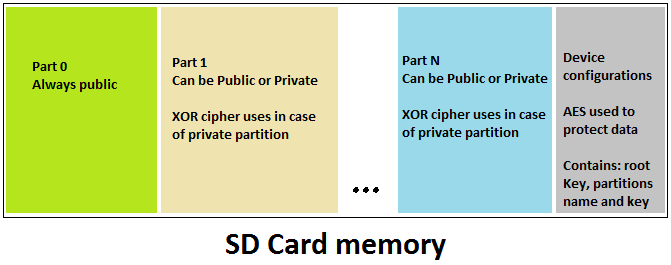 Part 0
Always public
Part 1
Can be Public or Private
XOR cipher uses in case
of private partition
...
Part N
Can be Public or Private
XOR cipher uses in case
of private partition
Device
configurations
AES used to
protect data
Contains: root
Key, partitions
name and key
SD Card memory